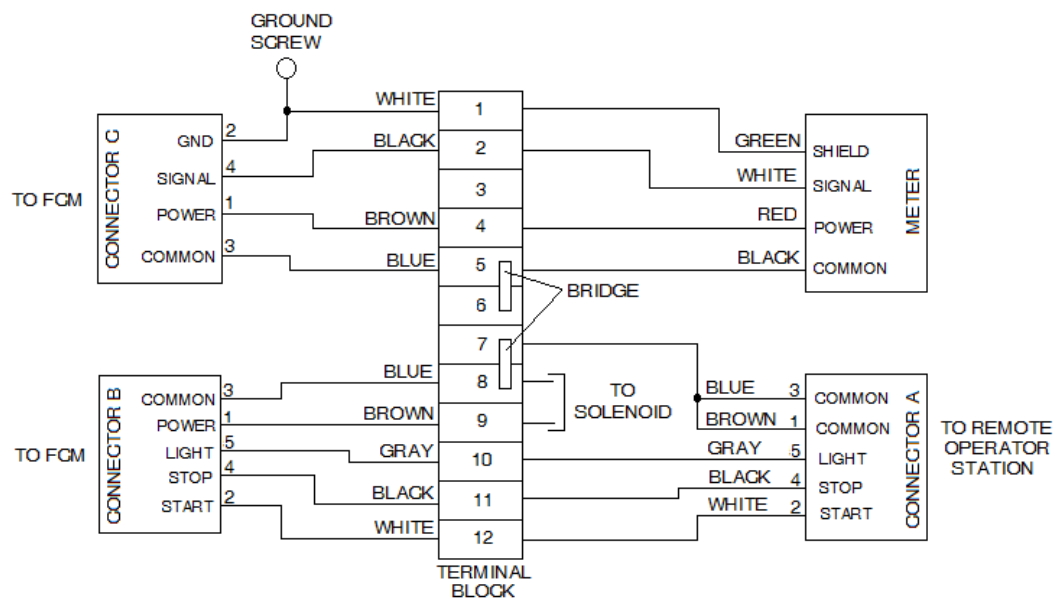 GROUND
SCREW
WHITE
BLACK
BROWN
BLUE
TO FCM
CONNECTOR C
GND 2
SIGNAL 4
POWER 1
COMMON 3
1
2
3
4
5
6
7
8
9
10
11
12
TERMINAL
BLOCK
BRIDGE
GREEN
WHITE
RED
BLACK
SHIELD
SIGNAL
POWER
COMMON
METER
TO FCM
CONNECTOR B
COMMON 3
POWER 1
LIGHT 5
STOP 4
START 2
BLUE
BROWN
GRAY
BLACK
WHITE
TO
SOLENOID
BLUE 3 COMMON
BROWN 1 COMMON
GRAY 5 LIGHT
BLACK 4 STOP
WHITE 2 START
CONNECTOR A
TO REMOTE
OPERATOR
STATION